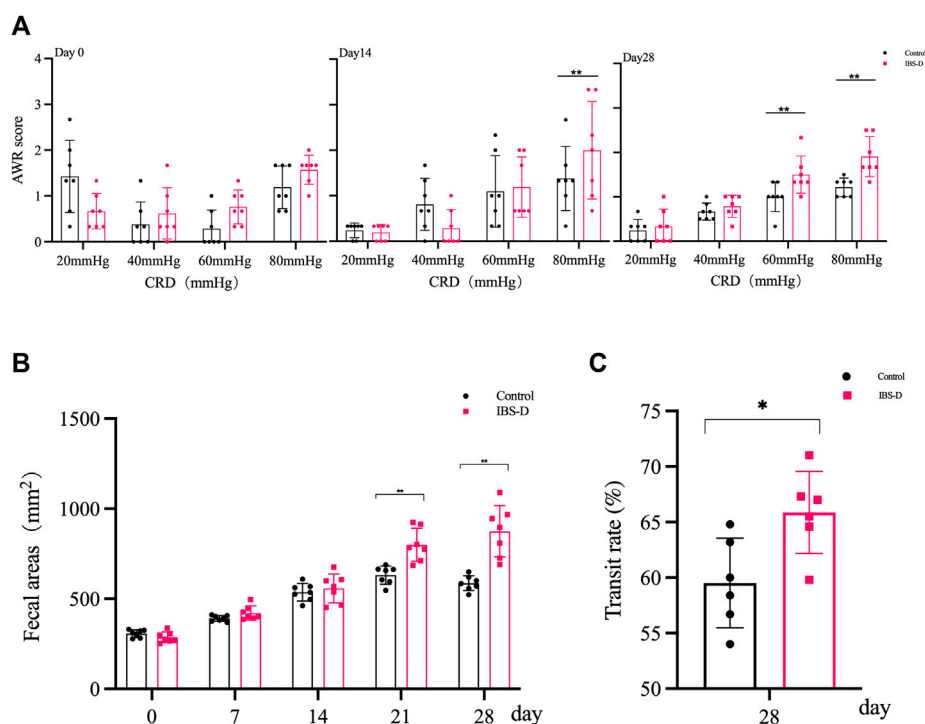 A
Day 0
Day14
Day28
Control
IBS-D
AWR score
4
3
2
1
0
**
**
**
20mmHg 40mmHg 60mmHg 80mmHg
20mmHg 40mmHg 60mmHg 80mmHg
20mmHg 40mmHg 60mmHg 80mmHg
CRD（mmHg）
CRD（mmHg）
CRD（mmHg）
B
Control
IBS-D
Fecal areas（mm²）
1500
1000
500
0
**
**
0 7 14 21 28 day
C
Control
IBS-D
Transit rate (%)
75
70
65
60
55
50
*
28 day